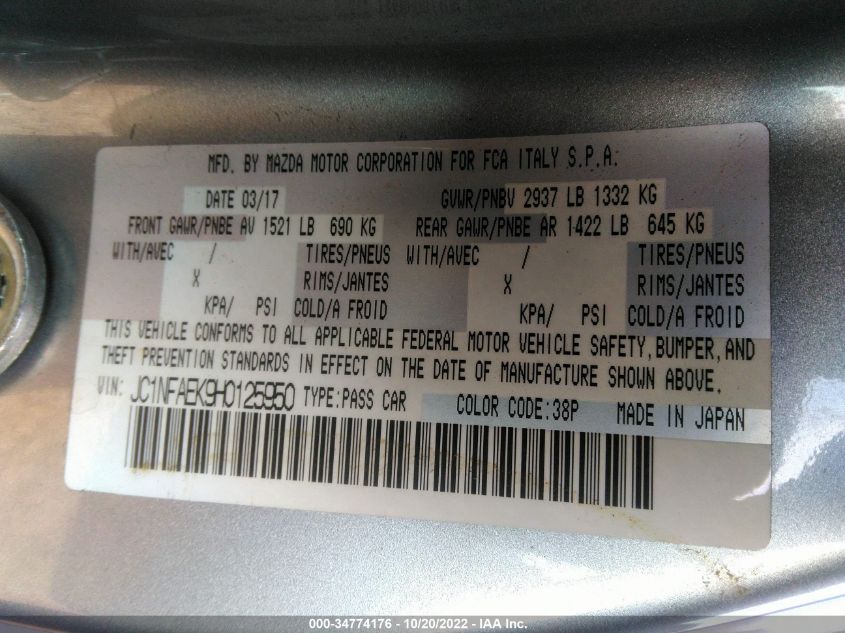 MFD. BY MAZDA MOTOR CORPORATION FOR FCA ITALY S.P.A.
DATE 03/17 GVWR/PNBV 2937 LB 1332 KG
FRONT GAWR/PNBE AV 1521 LB 690 KG REAR GAWR/PNBE AR 1422 LB 645 KG
WITH/AVEC / TIRES/PNEUS WITH/AVEC / TIRES/PNEUS
X RIMS/JANTES X RIMS/JANTES
KPA/ PSI COLD/A FROID KPA/ PSI COLD/A FROID
THIS VEHICLE CONFORMS TO ALL APPLICABLE FEDERAL MOTOR VEHICLE SAFETY, BUMPER, AND
THEFT PREVENTION STANDARDS IN EFFECT ON THE DATE OF MANUFACTURE SHOWN ABOVE.
VIN: JC1NFAEK9H0125950 TYPE:PASS CAR COLOR CODE:38P MADE IN JAPAN
000-34774176 - 10/20/2022 - IAA Inc.